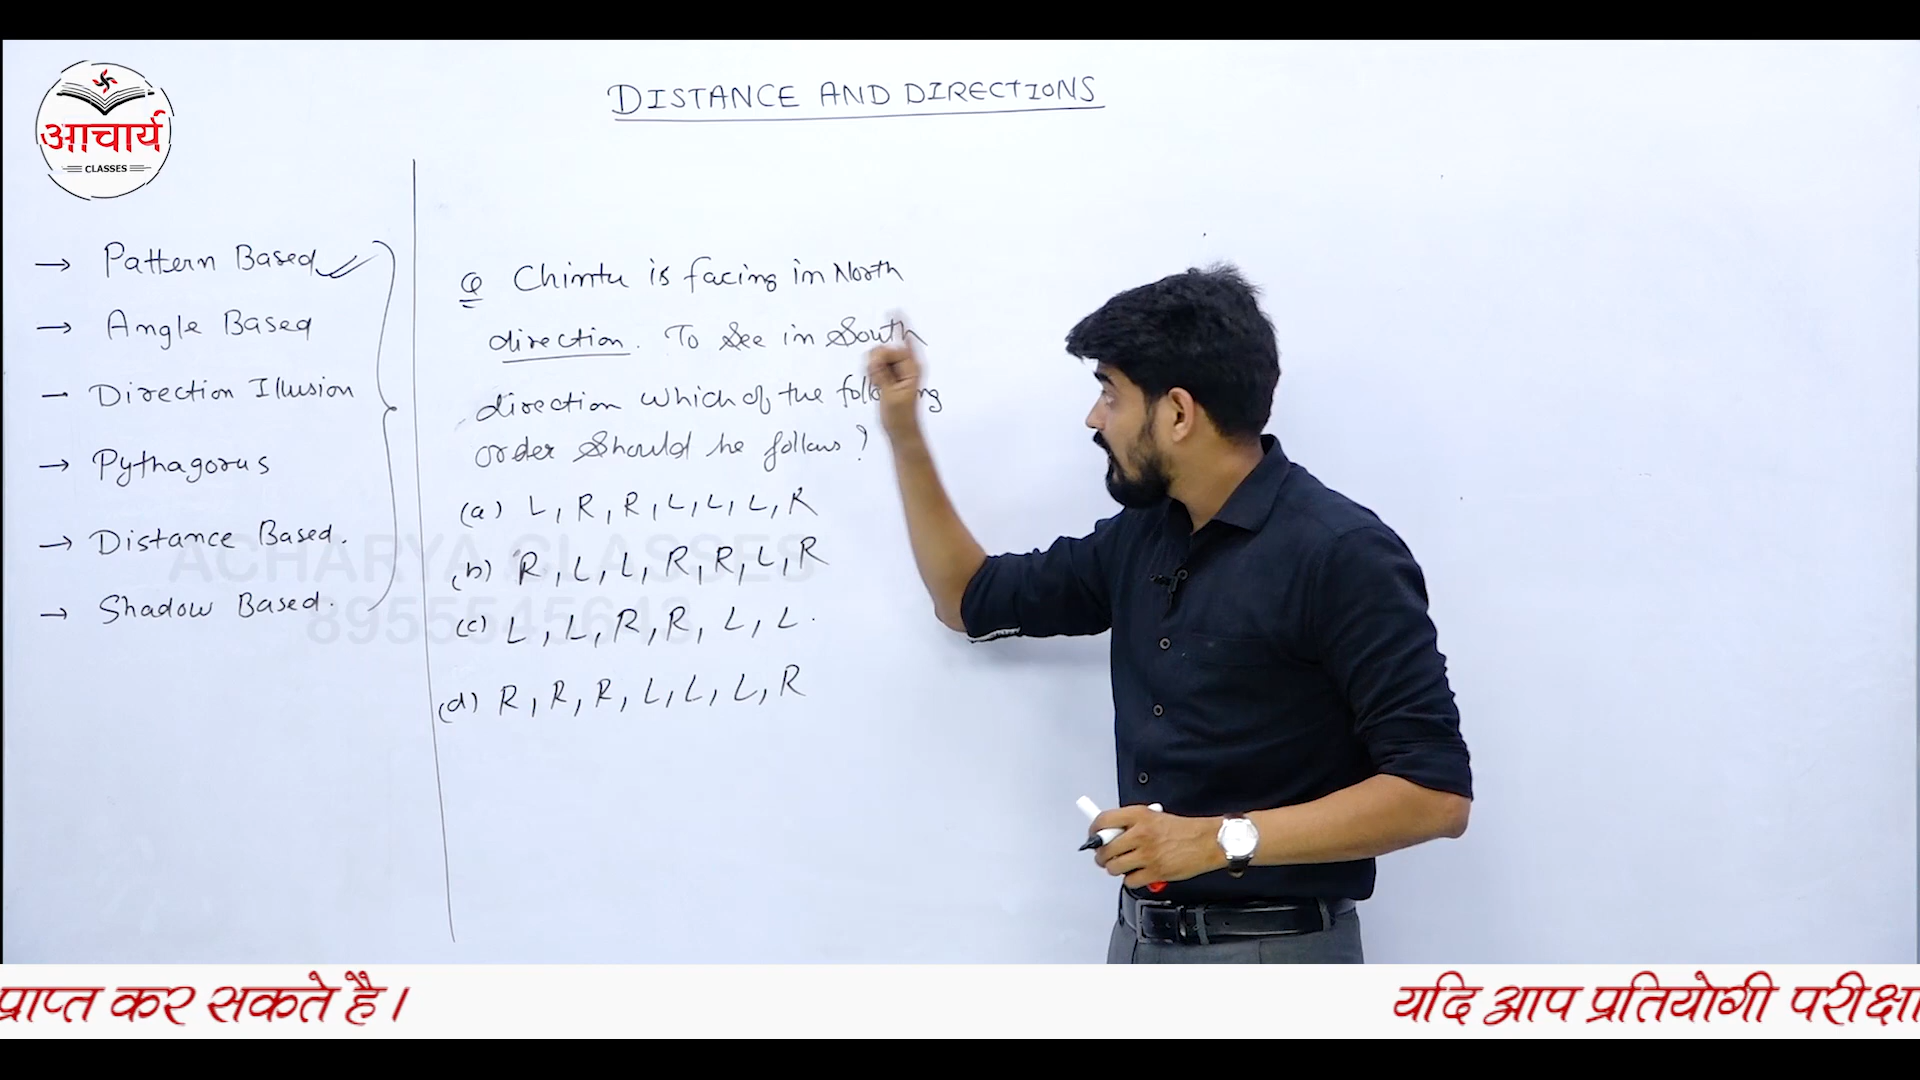 आचार्य
CLASSES
DISTANCE AND DIRECTIONS
→ Pattern Based
→ Angle Based
— Direction Illusion
→ Pythagorus
→ Distance Based.
→ Shadow Based.
Q Chintu is facing in North
direction. To See in South
direction which of the following
order Should he follows?
(a) L, R, R, L, L, L, R
(b) R, L, L, R, R, L, R
(c) L, L, R, R, L, L.
(d) R, R, R, L, L, L, R
ACHARYA CLASSES
8955545643
प्राप्त कर सकते है। यदि आप प्रतियोगी परीक्षा